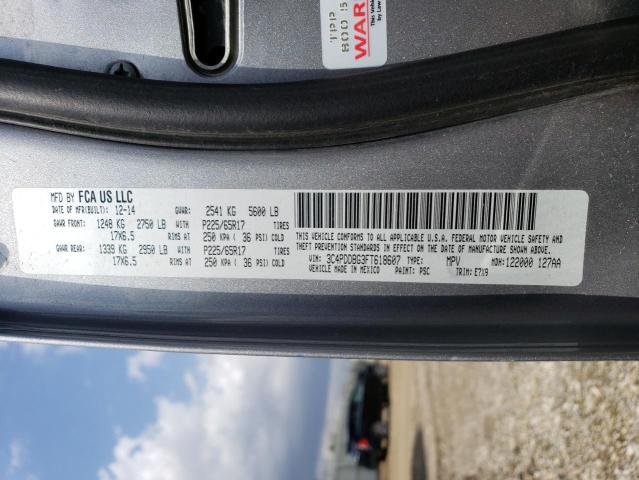 WARN
MFD BY FCA US LLC
DATE OF MFR(BUILT): 12-14 GVWR: 2541 KG 5600 LB
GAWR FRONT: 1248 KG 2750 LB WITH P225/65R17 TIRES
17X6.5 RIMS AT 250 KPA ( 36 PSI) COLD
GAWR REAR: 1339 KG 2950 LB WITH P225/65R17 TIRES
17X6.5 RIMS AT 250 KPA ( 36 PSI) COLD
THIS VEHICLE CONFORMS TO ALL APPLICABLE U.S.A. FEDERAL MOTOR VEHICLE SAFETY,
BUMPER, AND THEFT PREVENTION STANDARDS IN EFFECT ON THE DATE OF MANUFACTURE SHOWN ABOVE.
VIN: 3C4PDDBG3FT618607 TYPE: MPV MDH: 122000 127AA
VEHICLE MADE IN MEXICO PAINT: PSC TRIM: E7X9